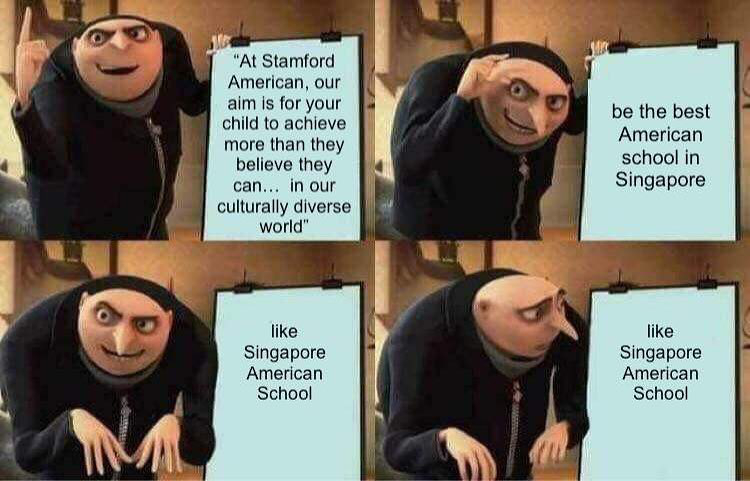 "At Stamford
American, our
aim is for your
child to achieve
more than they
believe they
can... in our
culturally diverse
world"
be the best
American
school in
Singapore
like
Singapore
American
School
like
Singapore
American
School